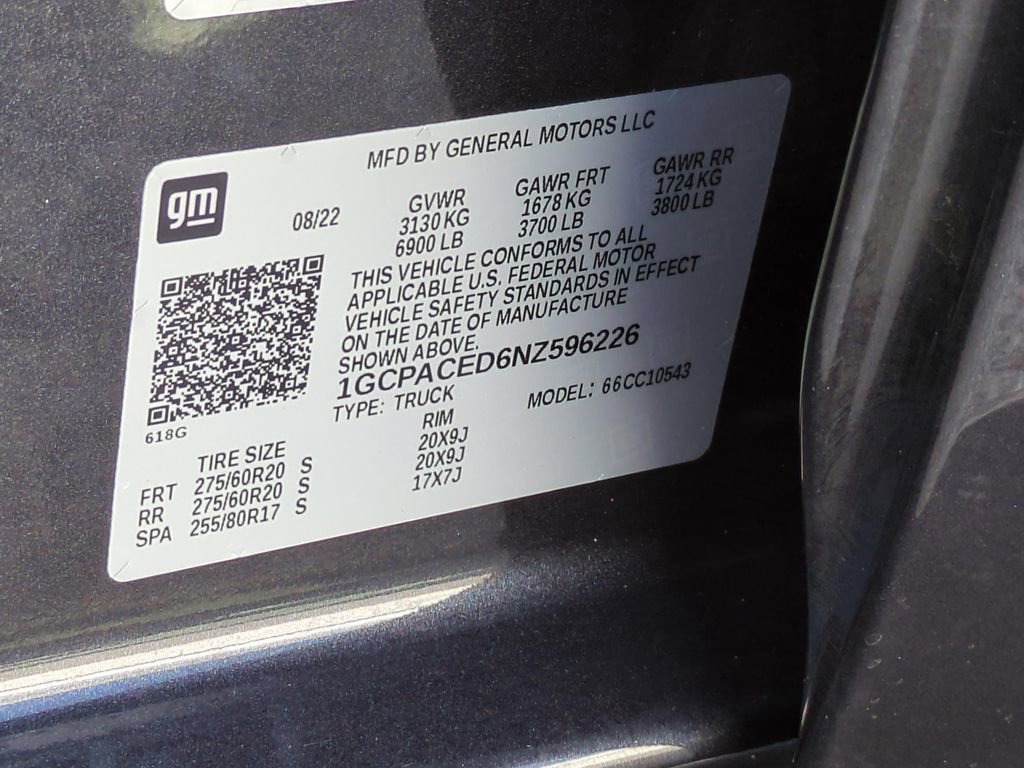 MFD BY GENERAL MOTORS LLC
gm
08/22 GVWR GAWR FRT GAWR RR
3130 KG 1678 KG 1724 KG
6900 LB 3700 LB 3800 LB
THIS VEHICLE CONFORMS TO ALL
APPLICABLE U.S. FEDERAL MOTOR
VEHICLE SAFETY STANDARDS IN EFFECT
ON THE DATE OF MANUFACTURE
SHOWN ABOVE.
1GCPACED6NZ596226
TYPE: TRUCK MODEL: 66CC10543
618G
TIRE SIZE RIM
FRT 275/60R20 S 20X9J
RR 275/60R20 S 20X9J
SPA 255/80R17 S 17X7J